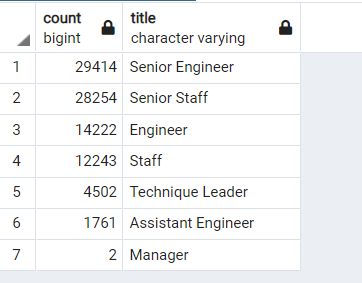 count title
bigint character varying
1 29414 Senior Engineer
2 28254 Senior Staff
3 14222 Engineer
4 12243 Staff
5 4502 Technique Leader
6 1761 Assistant Engineer
7 2 Manager